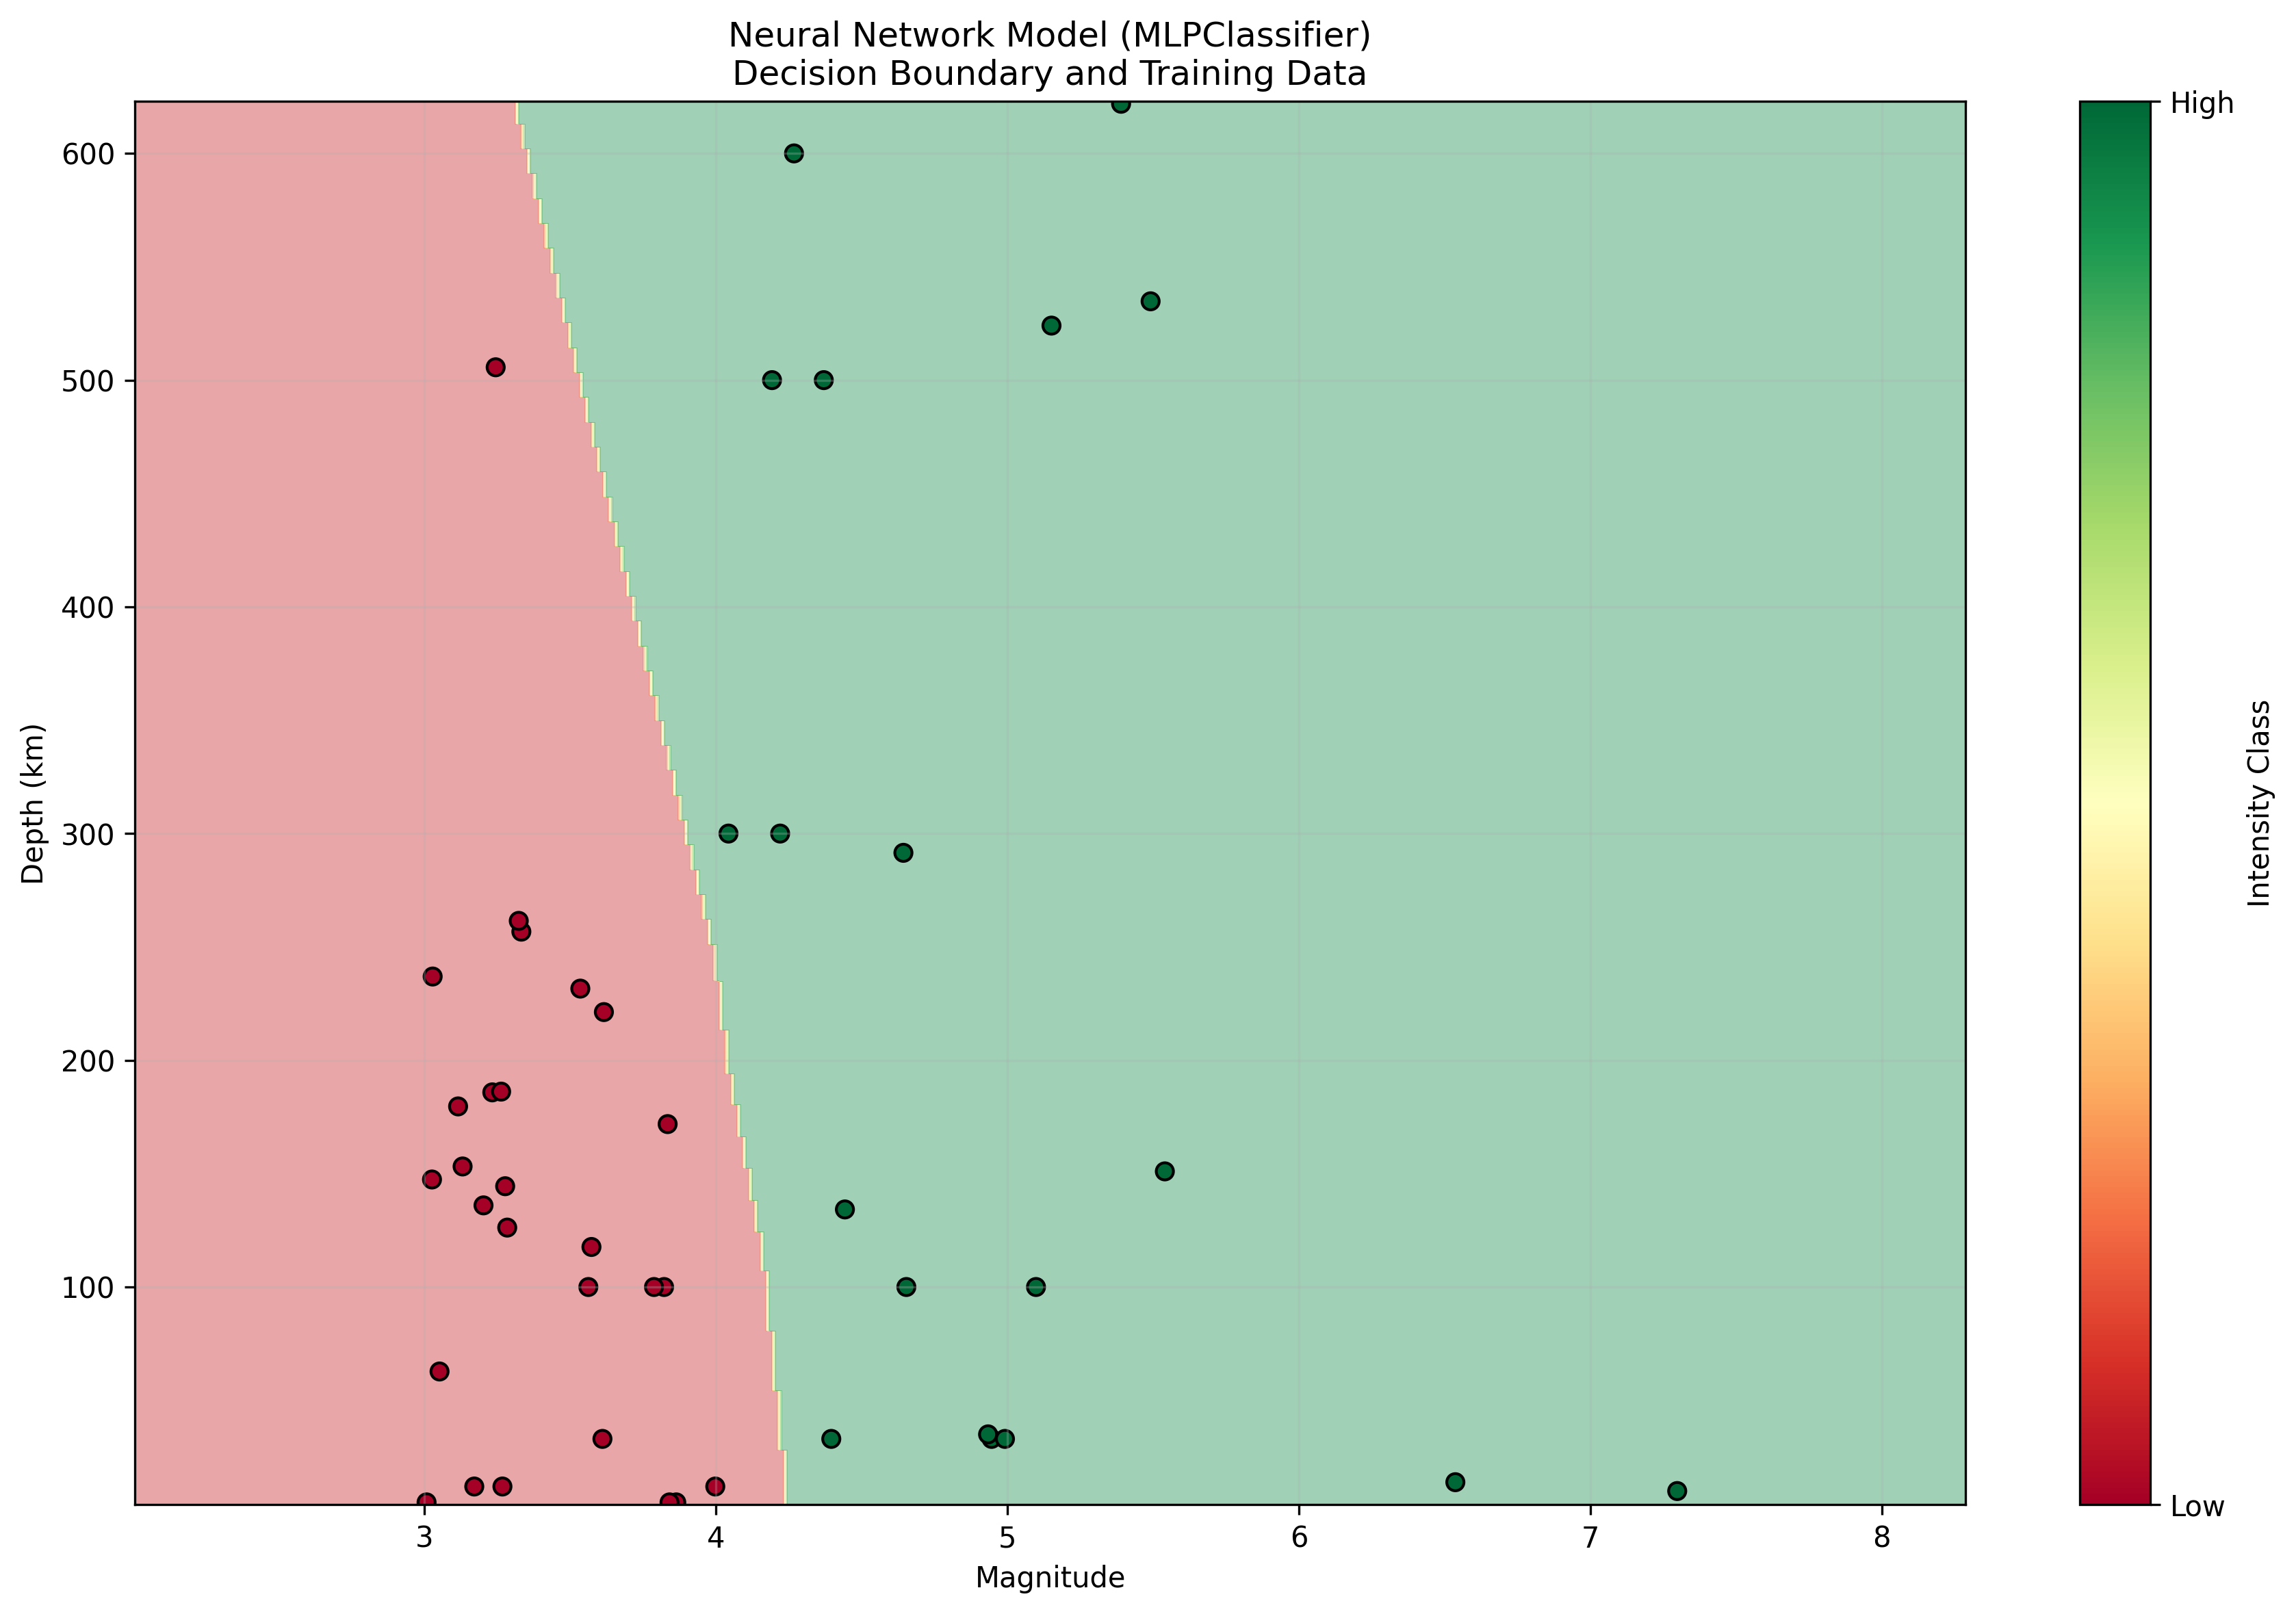 Neural Network Model (MLPClassifier)
Decision Boundary and Training Data
High
600
500
400
300
200
100
Depth (km)
Intensity Class
Low
3 4 5 6 7 8
Magnitude